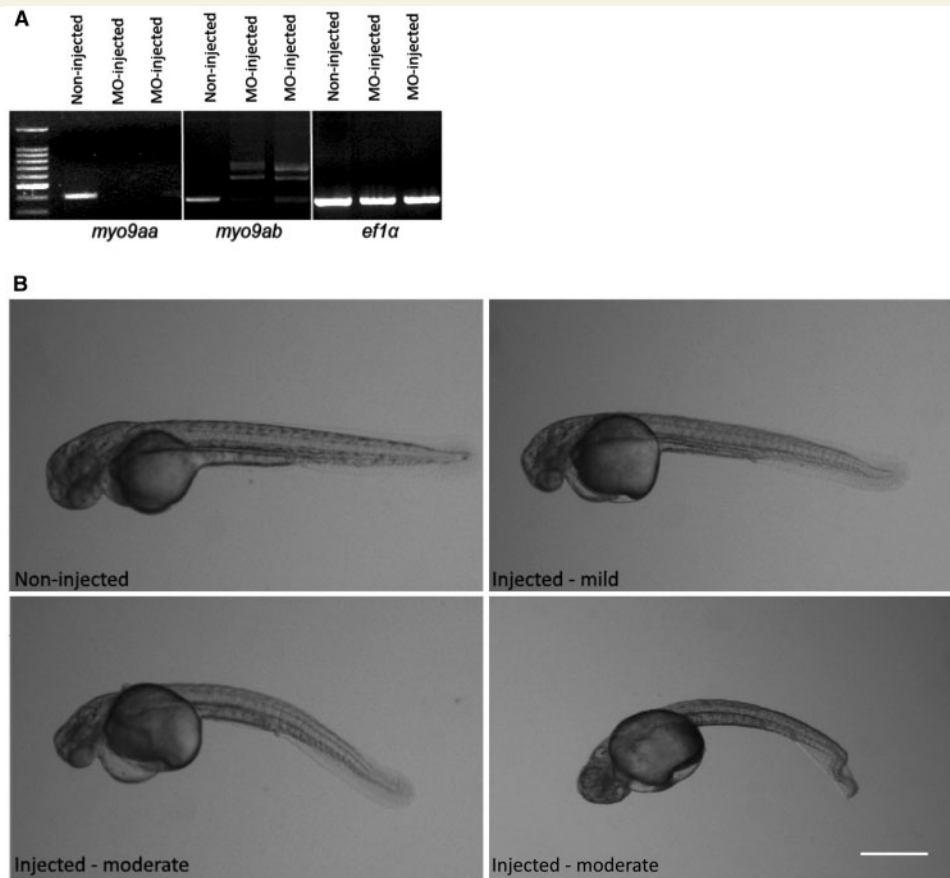 A
Non-injected
MO-injected
MO-injected
Non-injected
MO-injected
MO-injected
Non-injected
MO-injected
MO-injected
myo9aa
myo9ab
ef1α
B
Non-injected
Injected - mild
Injected - moderate
Injected - moderate